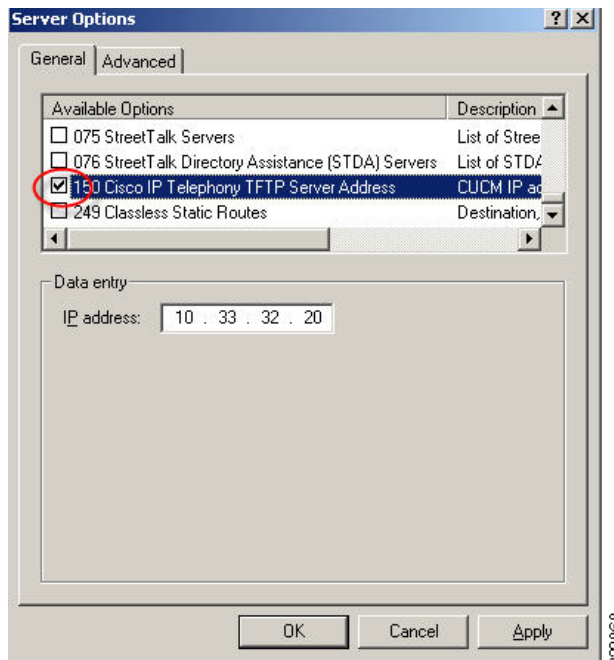 Server Options
General Advanced
Available Options Description
075 StreetTalk Servers List of Stree
076 StreetTalk Directory Assistance (STDA) Servers List of STDA
150 Cisco IP Telephony TFTP Server Address CUCM IP ad
249 Classless Static Routes Destination,
Data entry
IP address: 10 . 33 . 32 . 20
OK Cancel Apply